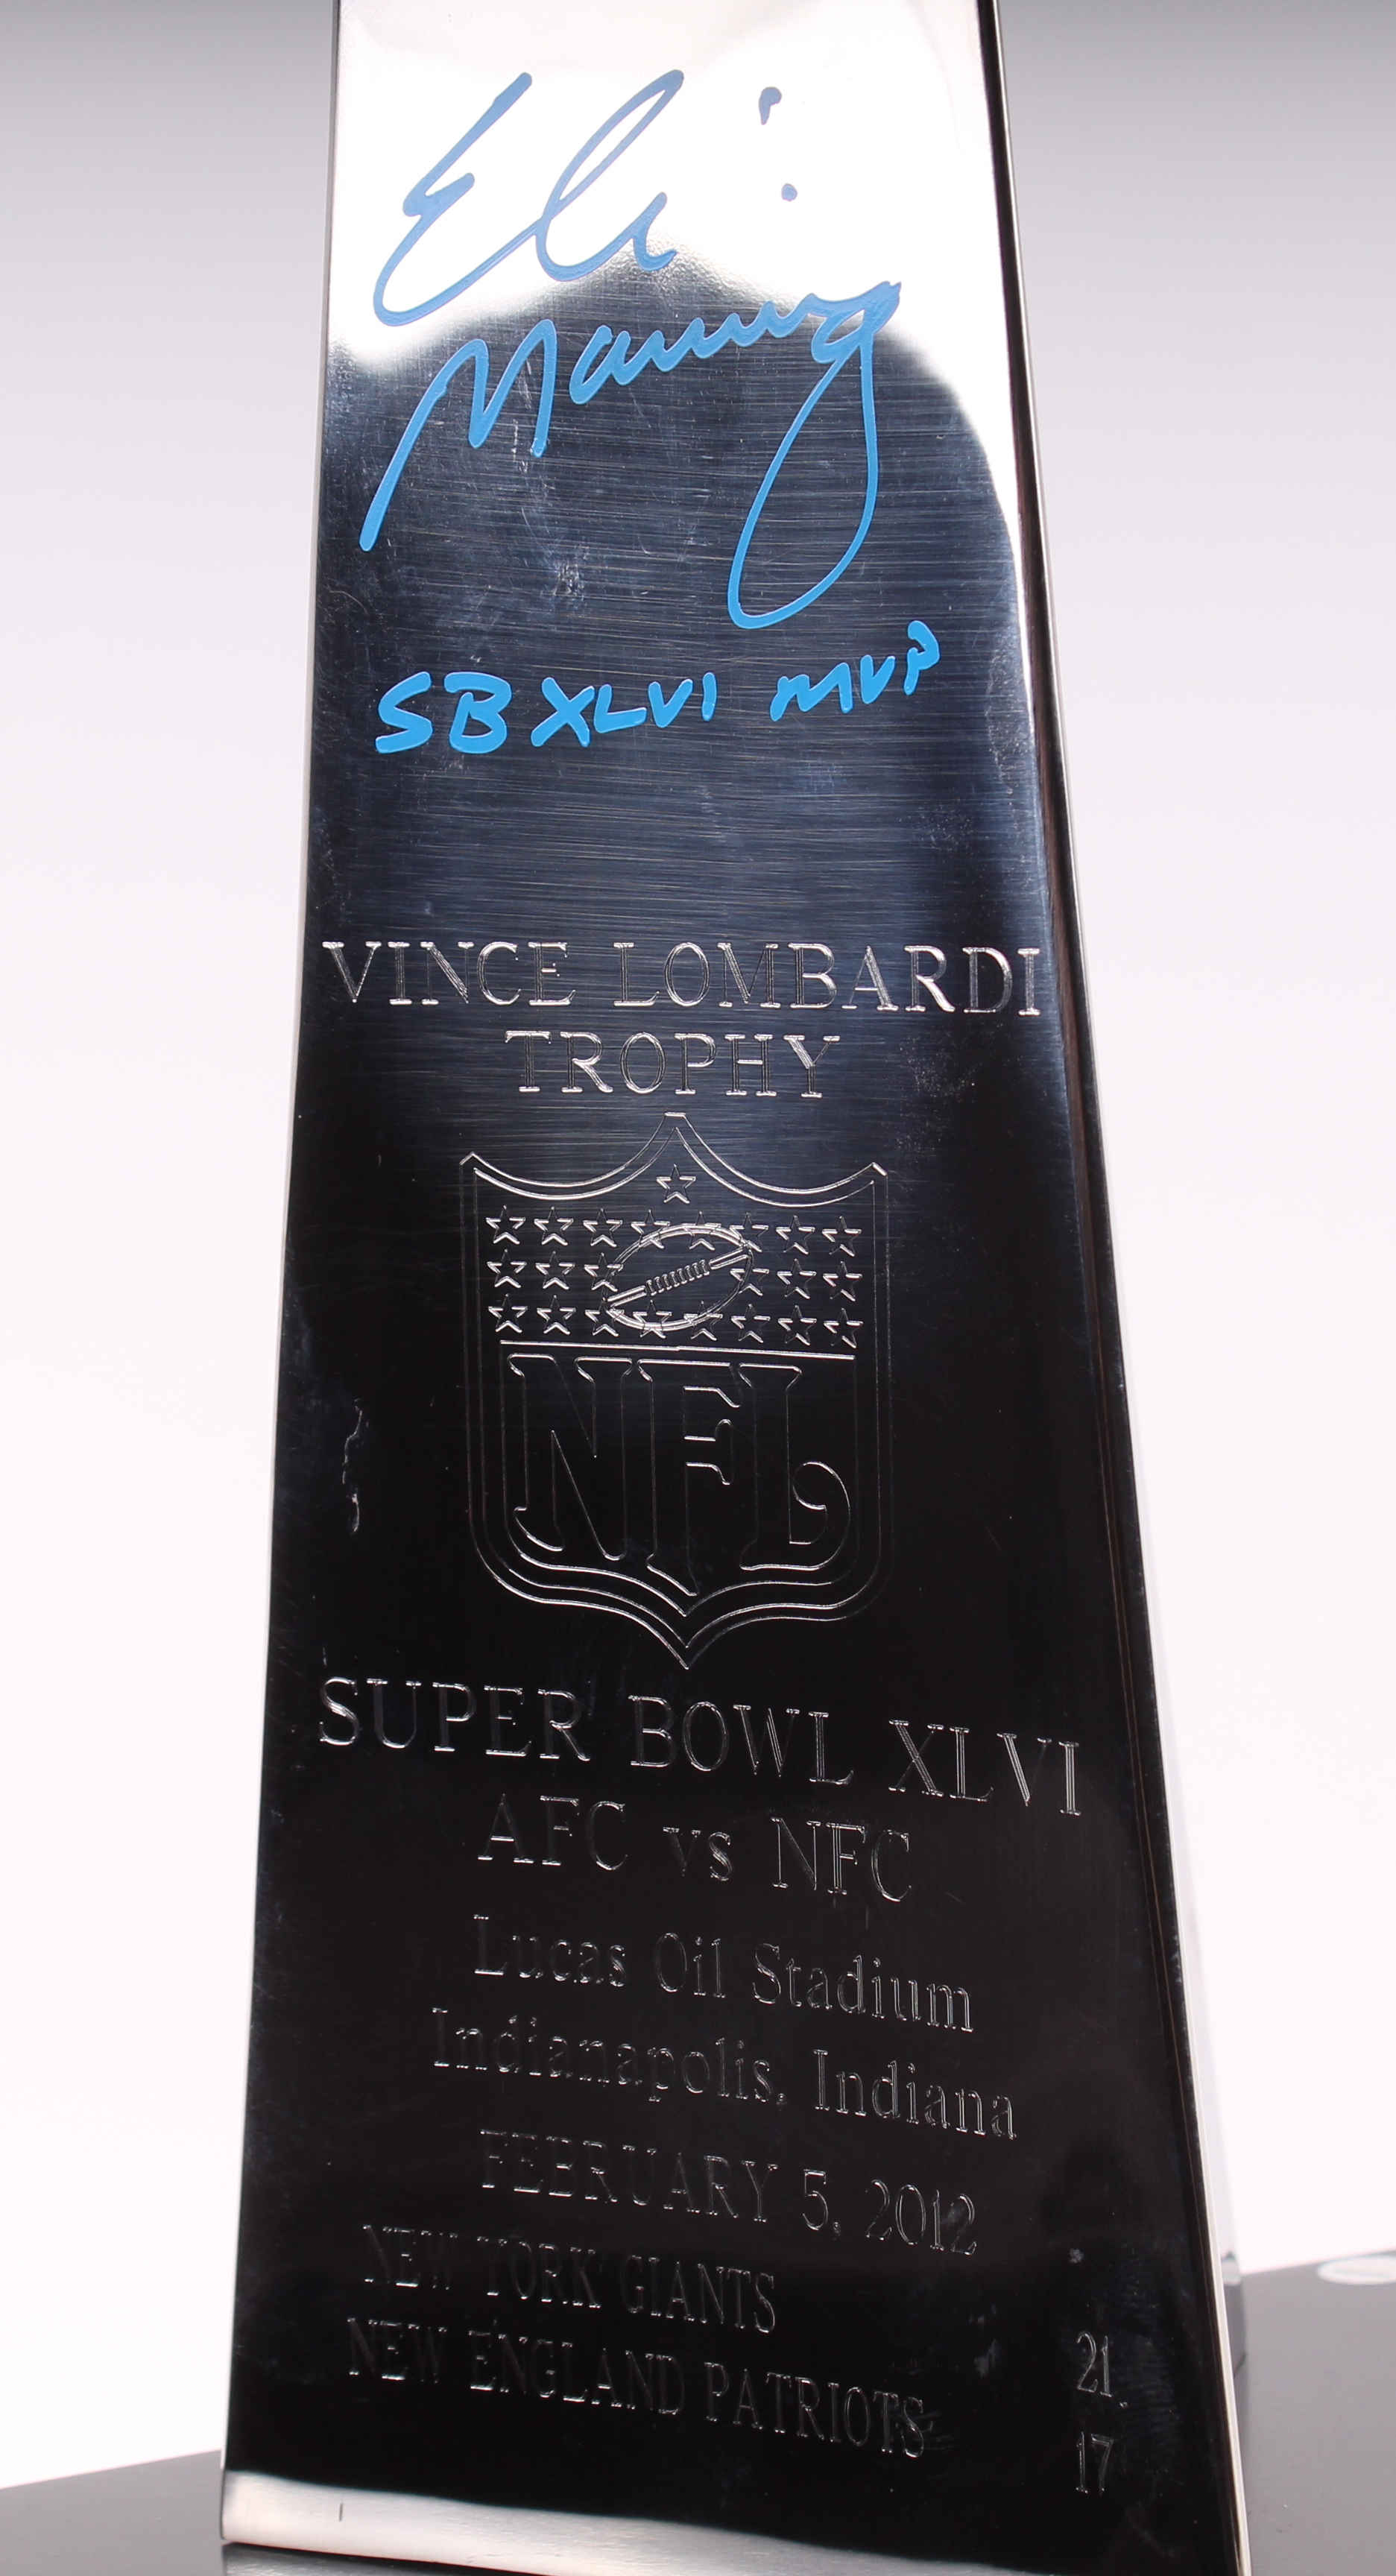 Eli
Manning
SB XLVI MVP
VINCE LOMBARDI
TROPHY
NFL
SUPER BOWL XLVI
AFC vs NFC
Lucas Oil Stadium
Indianapolis, Indiana
FEBRUARY 5, 2012
NEW YORK GIANTS 21
NEW ENGLAND PATRIOTS 17